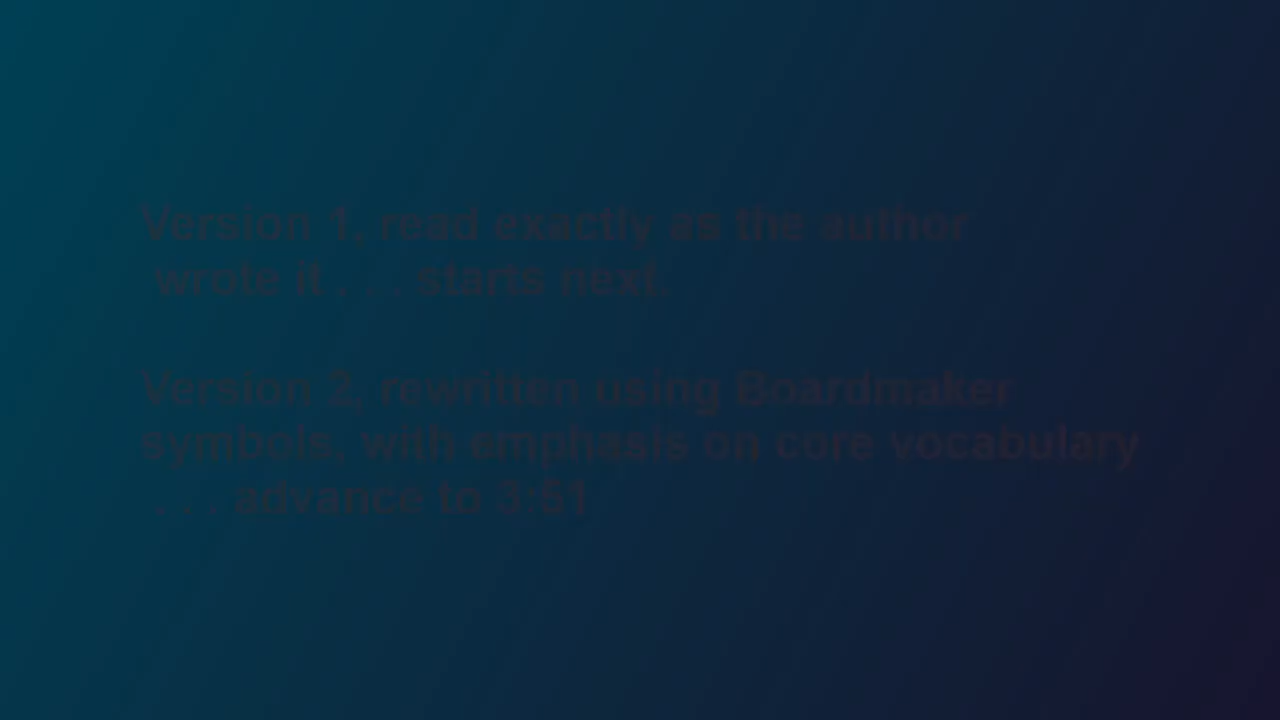 Version 1, read exactly as the author
wrote it . . . starts next.
Version 2, rewritten using Boardmaker
symbols, with emphasis on core vocabulary
. . . advance to 3:51